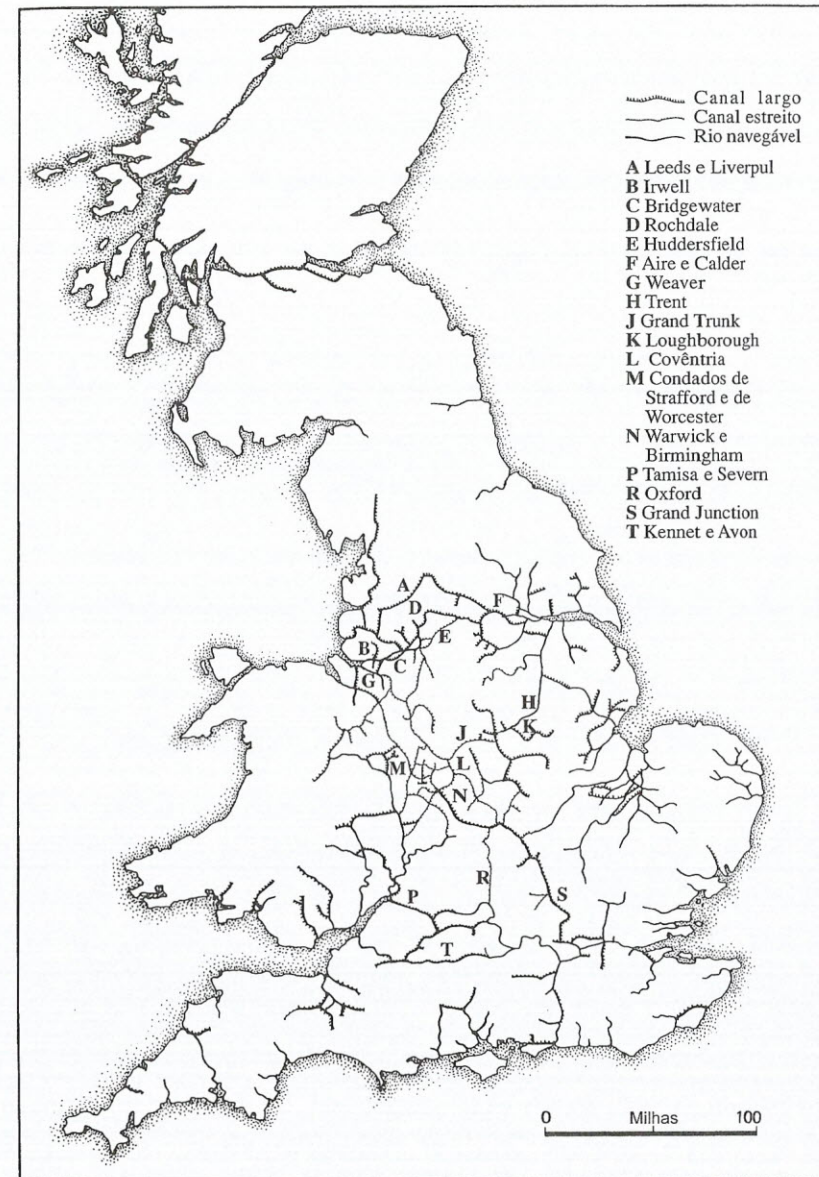 Canal largo
Canal estreito
Rio navegável
A Leeds e Liverpul
B Irwell
C Bridgewater
D Rochdale
E Huddersfield
F Aire e Calder
G Weaver
H Trent
J Grand Trunk
K Loughborough
L Covêntria
M Condados de
Strafford e de
Worcester
N Warwick e
Birmingham
P Tamisa e Severn
R Oxford
S Grand Junction
T Kennet e Avon
A
D
F
E
B
C
G
H
K
J
L
M
N
R
S
P
T
0 Milhas 100